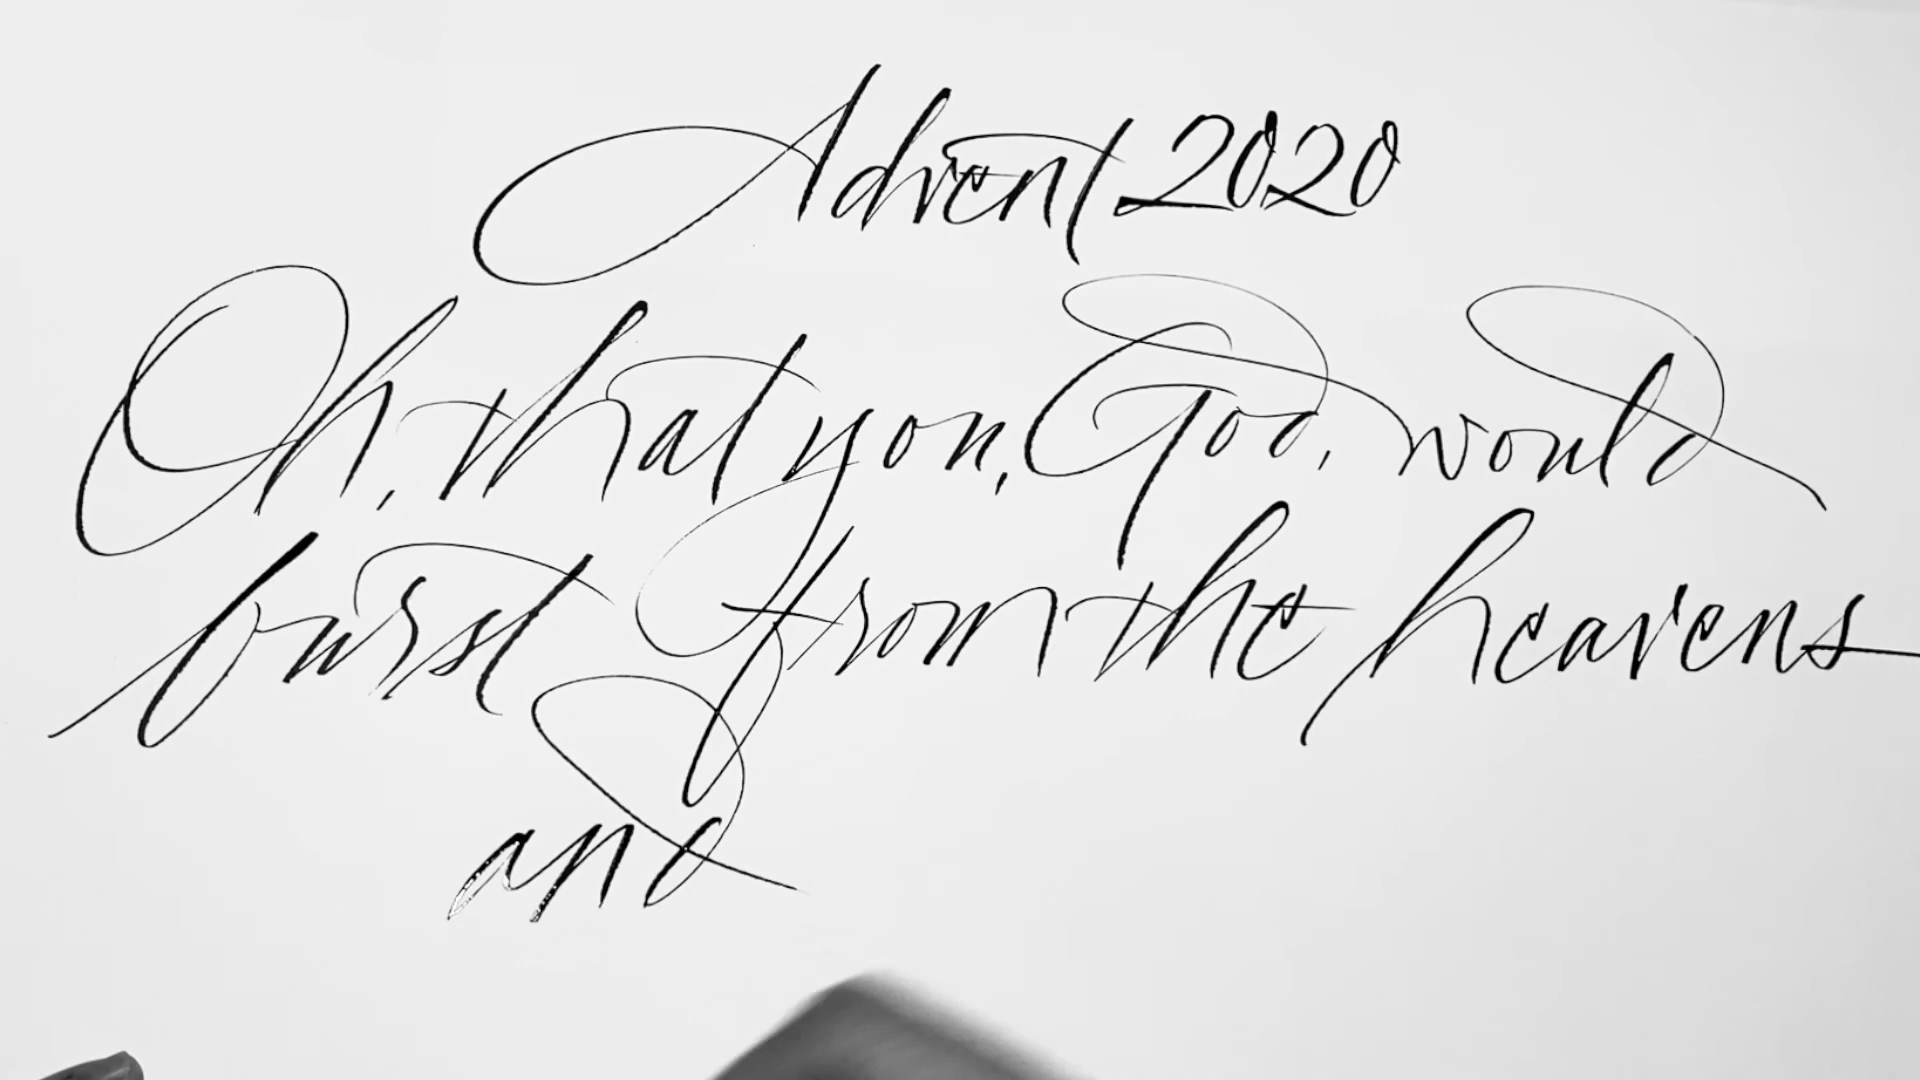 Advent 2020
Oh, that you, God, would
burst from the heavens
and